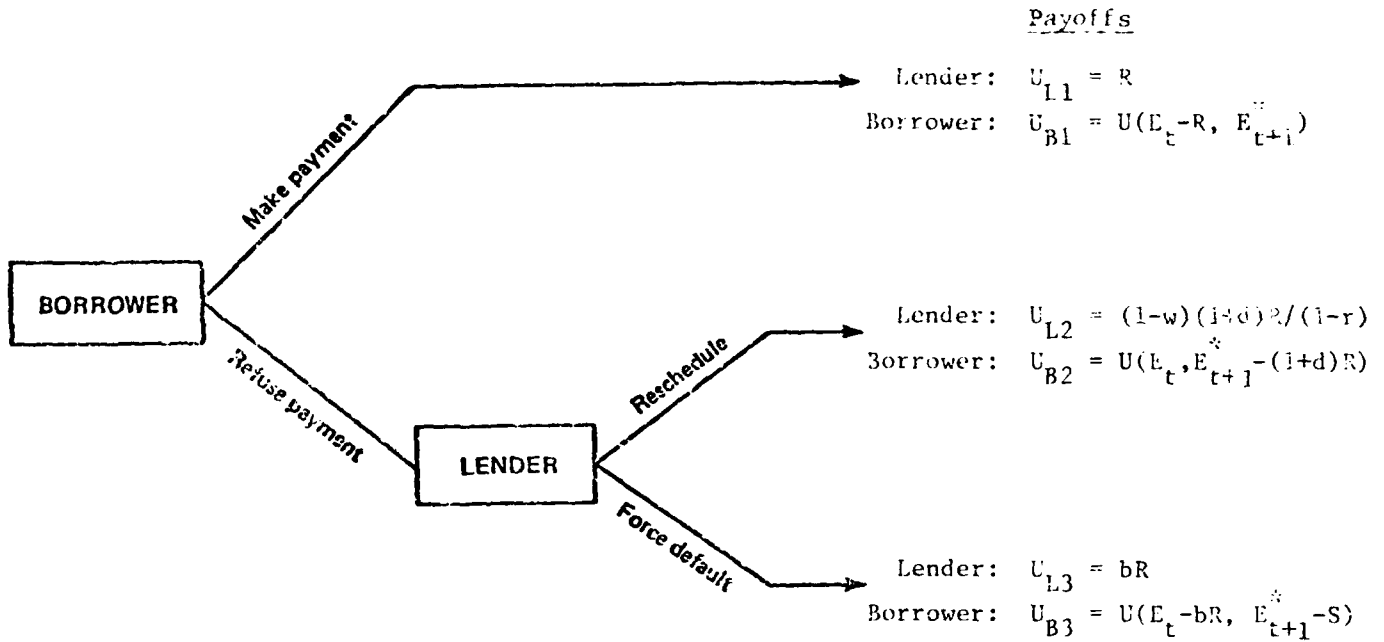 Payoffs
Lender: U_L1 = R
Make payment
Borrower: U_B1 = U(E_t-R, E*_t+1)
BORROWER
Refuse payment
Reschedule
Lender: U_L2 = (1-w)(1+d)R/(1-r)
Borrower: U_B2 = U(E_t, E*_t+1-(1+d)R)
LENDER
Force default
Lender: U_L3 = bR
Borrower: U_B3 = U(E_t-bR, E*_t+1-S)